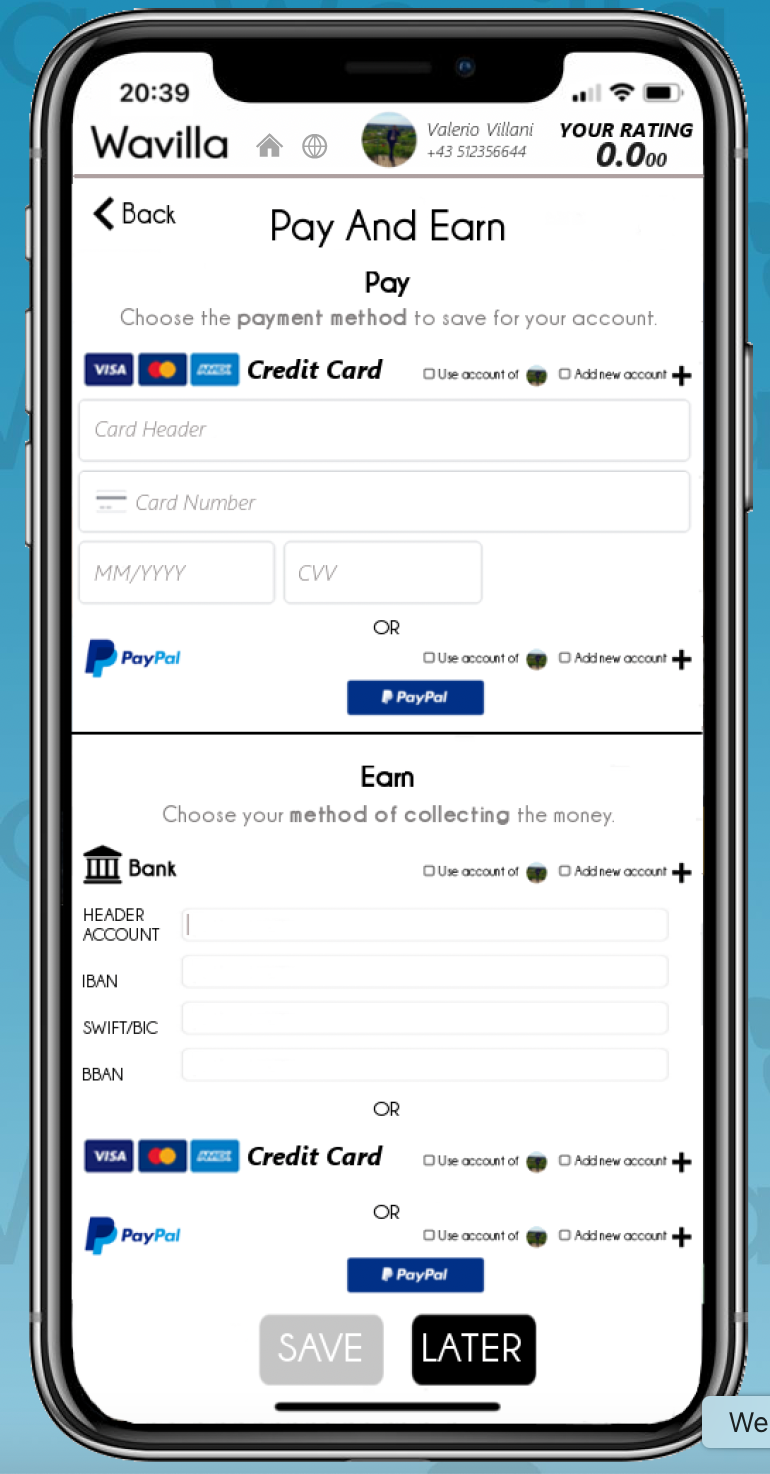 20:39
Wavilla
Valerio Villani
+43 512356644
YOUR RATING
0.000
Back
Pay And Earn
Pay
Choose the payment method to save for your account.
VISA AMEX Credit Card Use account of Add new account
Card Header
Card Number
MM/YYYY CVV
OR
PayPal Use account of Add new account
PayPal
Earn
Choose your method of collecting the money.
Bank Use account of Add new account
HEADER
ACCOUNT
IBAN
SWIFT/BIC
BBAN
OR
VISA AMEX Credit Card Use account of Add new account
OR
PayPal Use account of Add new account
PayPal
SAVE LATER
We